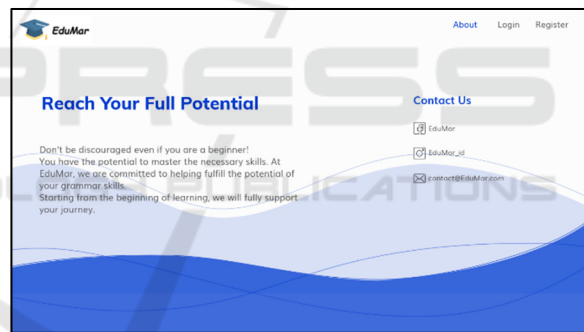 EduMar
About Login Register
Reach Your Full Potential
Don't be discouraged even if you are a beginner!
You have the potential to master the necessary skills. At
EduMar, we are committed to helping fulfill the potential of
your grammar skills.
Starting from the beginning of learning, we will fully support
your journey.
Contact Us
EduMar
EduMar_id
contact@EduMar.com
PRESS
PUBLICATIONS